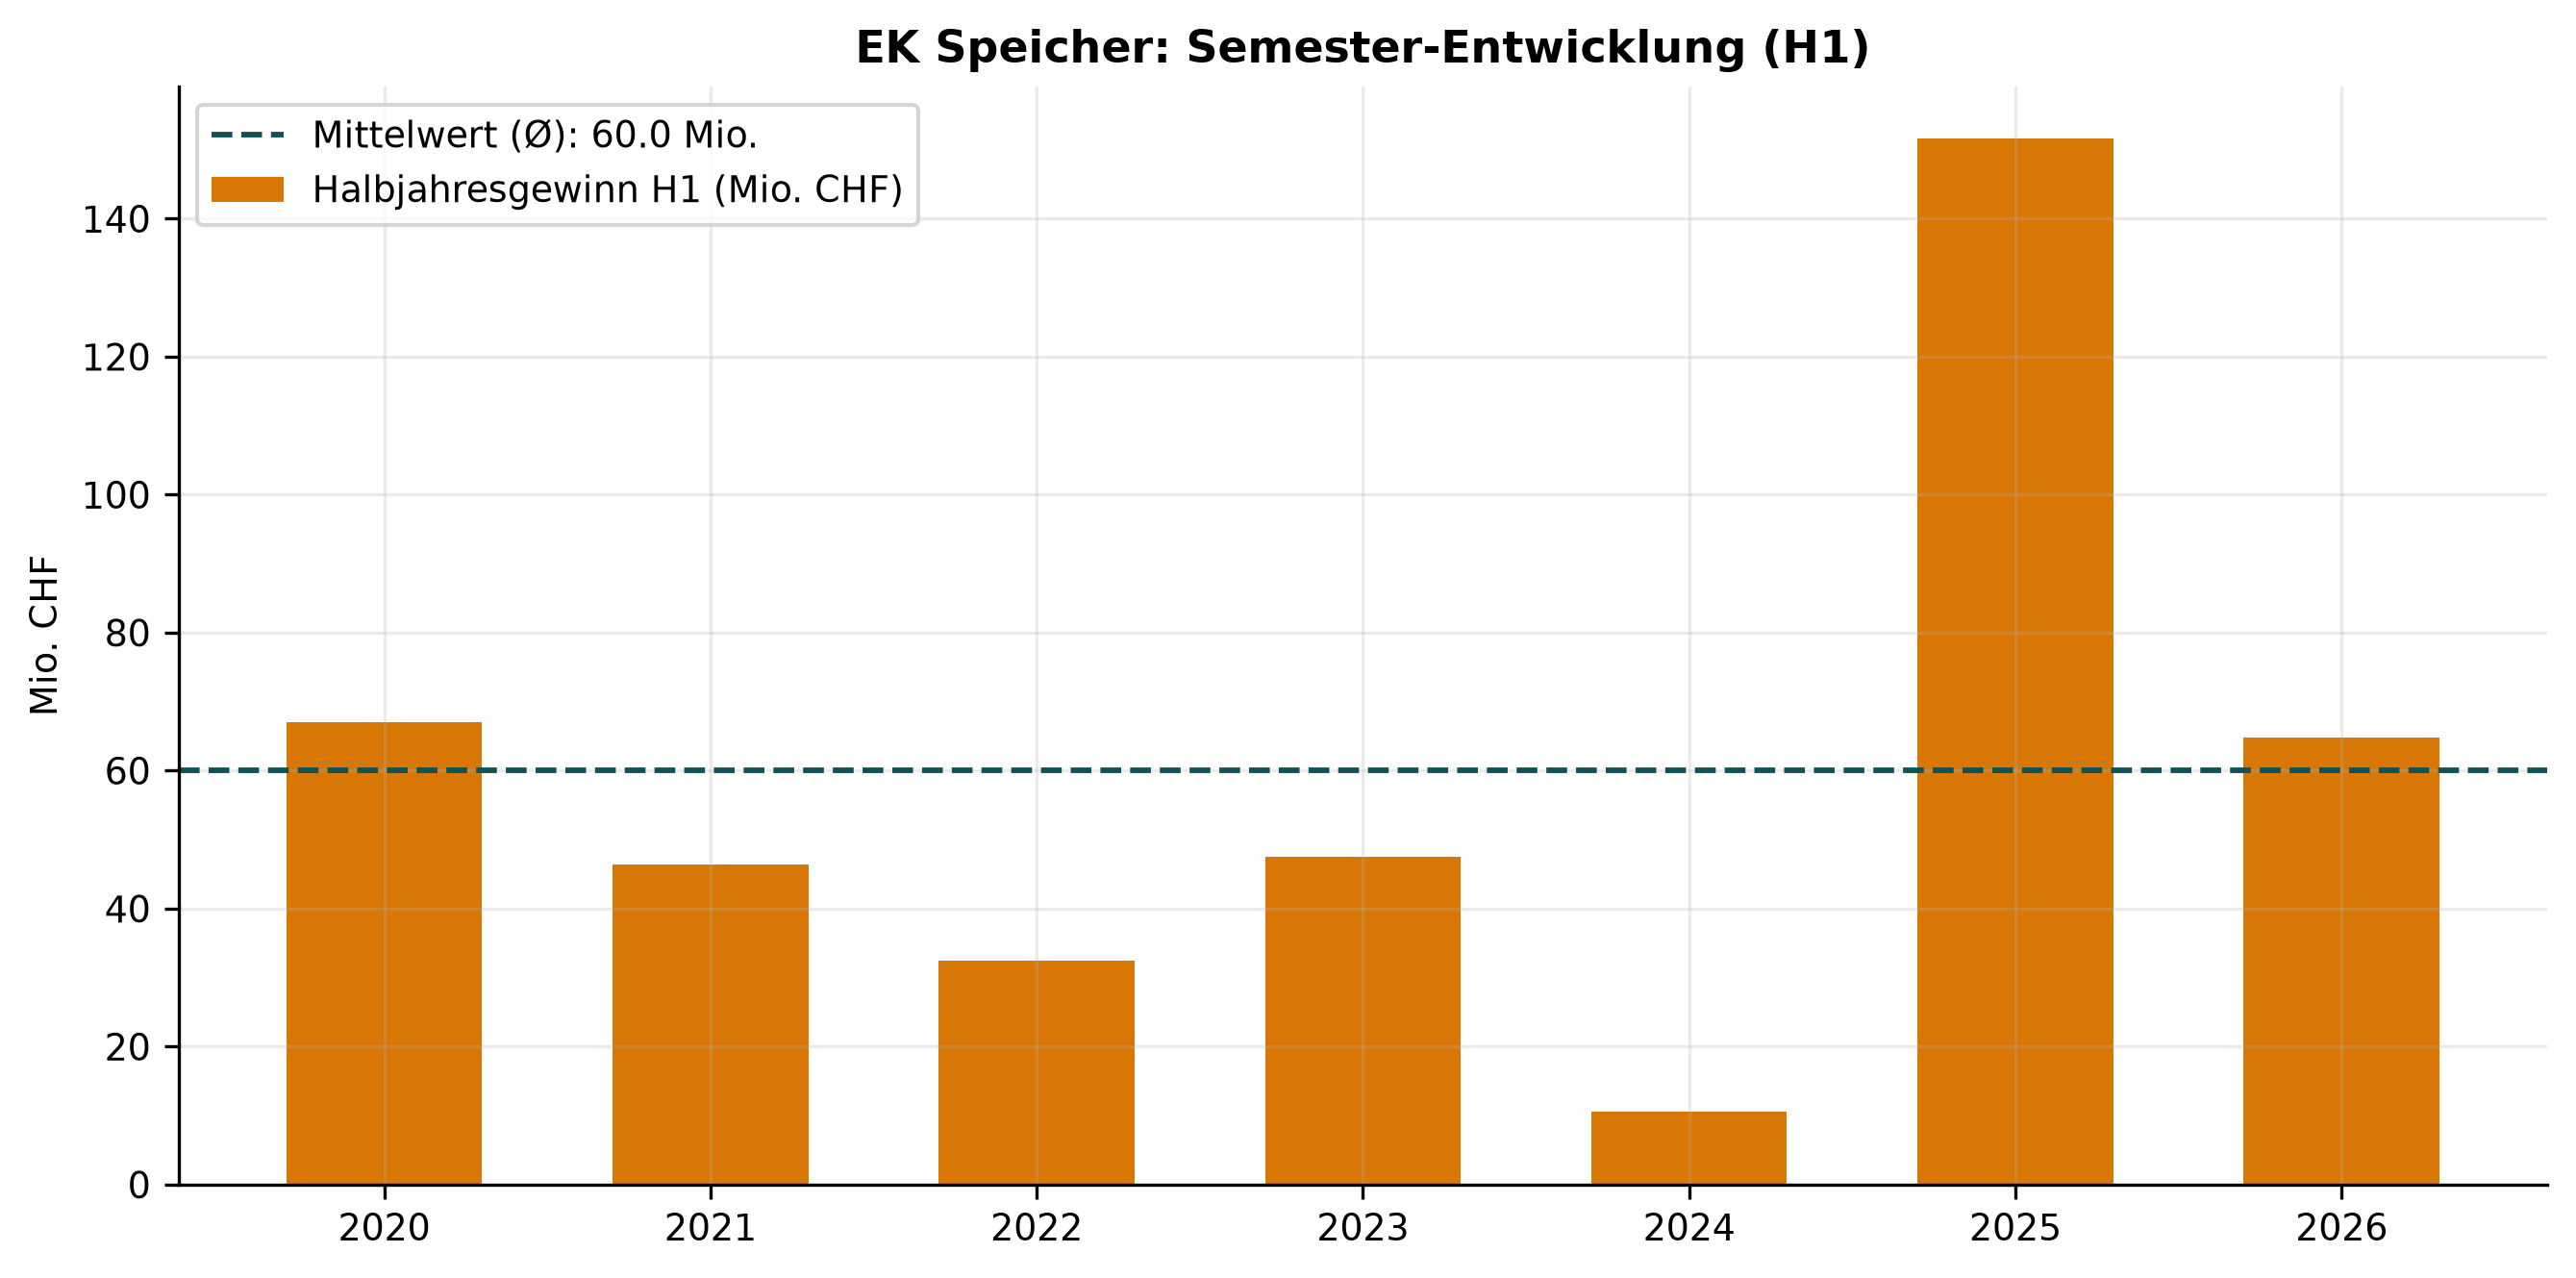 EK Speicher: Semester-Entwicklung (H1)
Mittelwert (Ø): 60.0 Mio.
Halbjahresgewinn H1 (Mio. CHF)
Mio. CHF
140
120
100
80
60
40
20
0
2020 2021 2022 2023 2024 2025 2026